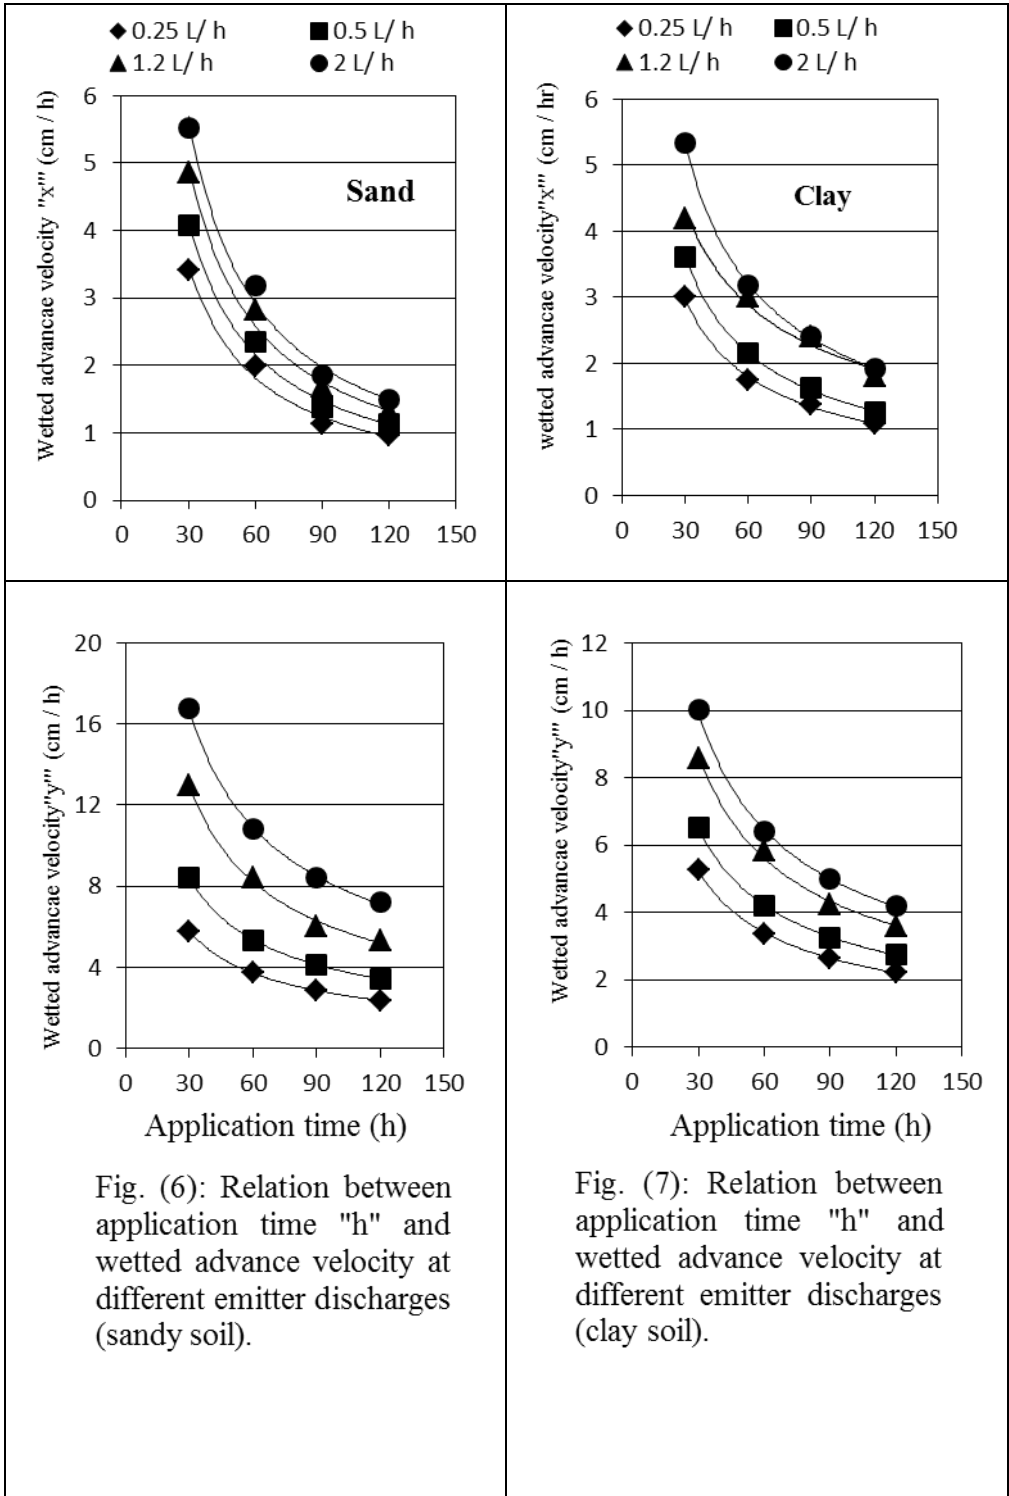 0.25 L/ h 0.5 L/ h
1.2 L/ h 2 L/ h
Wetted advancae velocity "x"' (cm / h)
6
5
4
3
2
1
0
Sand
0 30 60 90 120 150
0.25 L/ h 0.5 L/ h
1.2 L/ h 2 L/ h
wetted advancae velocity"x"' (cm / hr)
6
5
4
3
2
1
0
Clay
0 30 60 90 120 150
Wetted advancae velocity"y"' (cm / h)
20
16
12
8
4
0
0 30 60 90 120 150
Application time (h)
Fig. (6): Relation between
application time "h" and
wetted advance velocity at
different emitter discharges
(sandy soil).
Wetted advancae velocity"y"' (cm / h)
12
10
8
6
4
2
0
0 30 60 90 120 150
Application time (h)
Fig. (7): Relation between
application time "h" and
wetted advance velocity at
different emitter discharges
(clay soil).